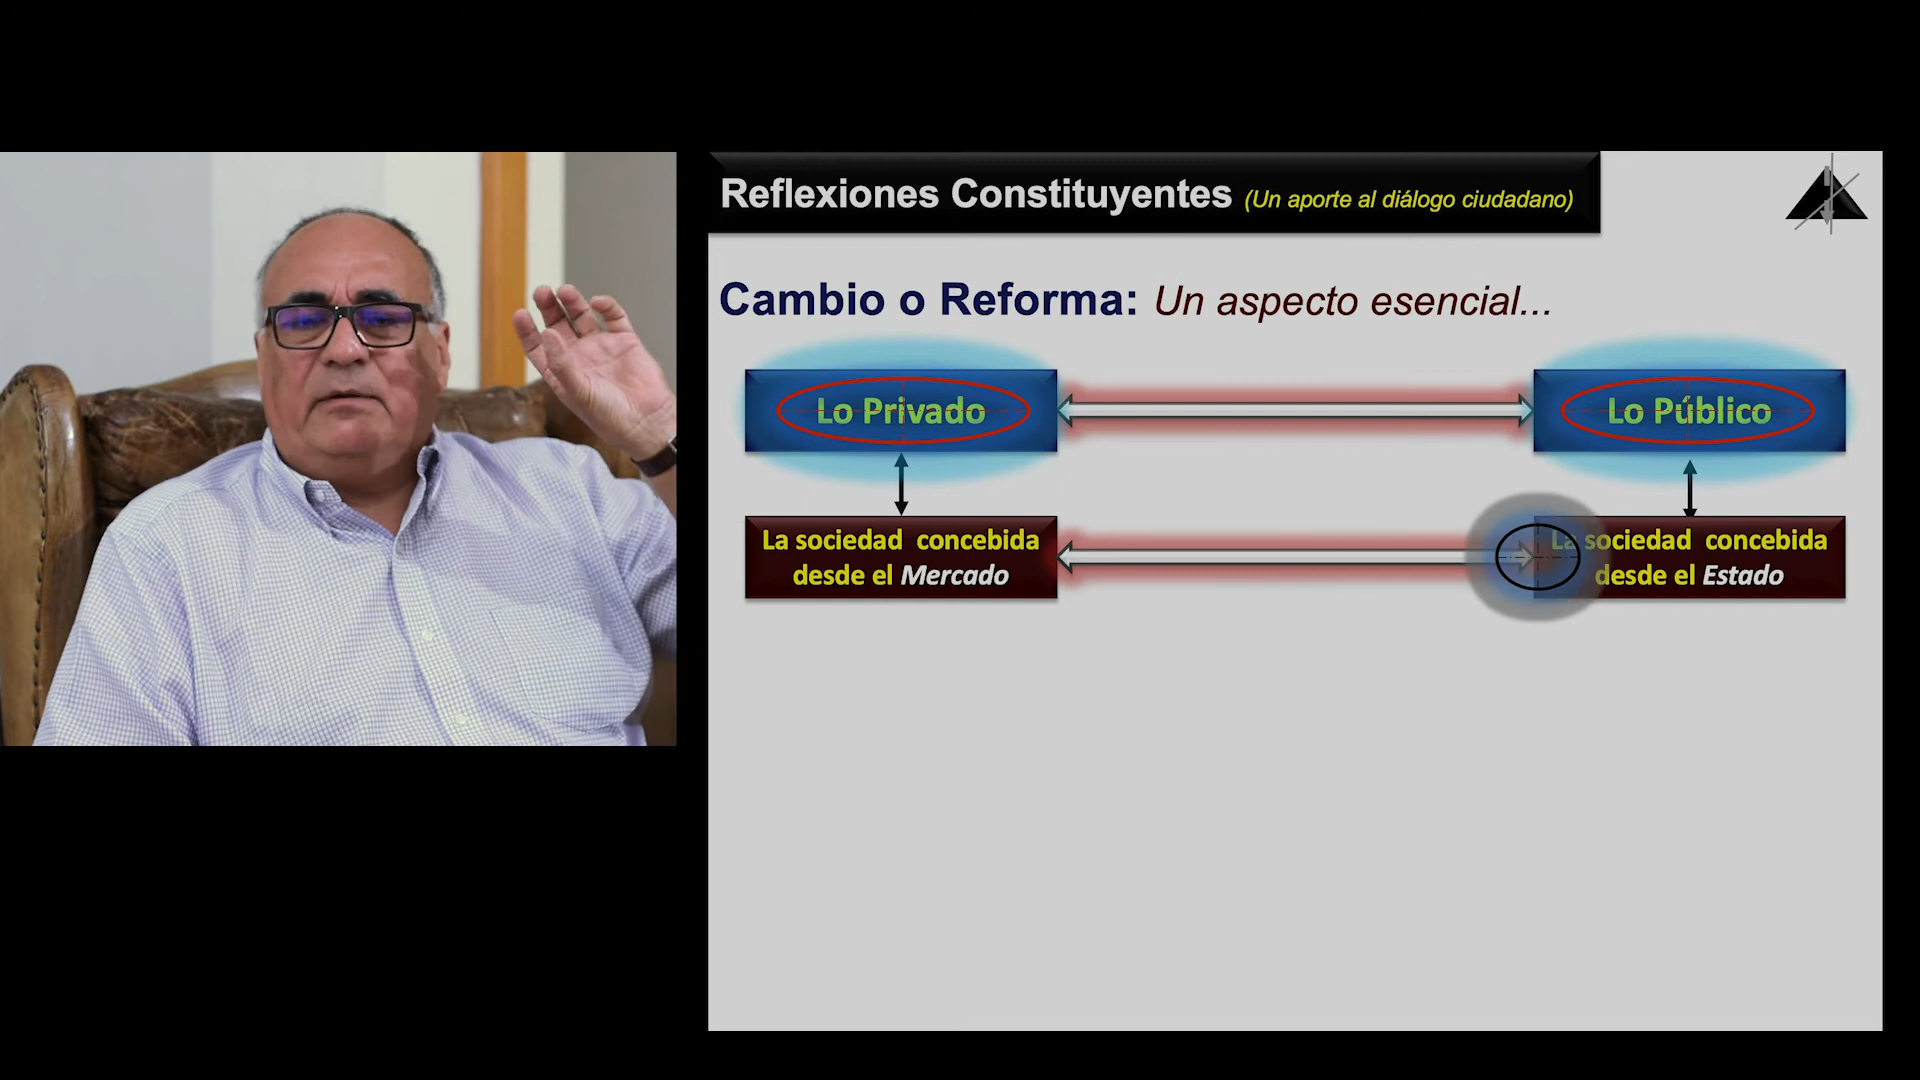 Reflexiones Constituyentes (Un aporte al diálogo ciudadano)
Cambio o Reforma: Un aspecto esencial...
Lo Privado
Lo Público
La sociedad concebida
desde el Mercado
La sociedad concebida
desde el Estado